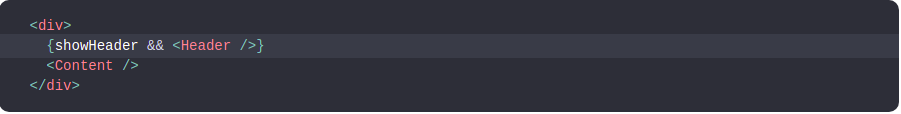 <div>
  {showHeader && <Header />}
  <Content />
</div>